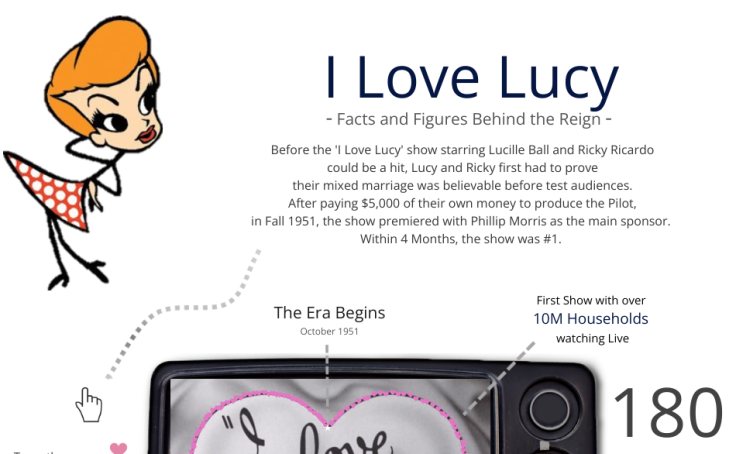 I Love Lucy
- Facts and Figures Behind the Reign -
Before the 'I Love Lucy' show starring Lucille Ball and Ricky Ricardo
could be a hit, Lucy and Ricky first had to prove
their mixed marriage was believable before test audiences.
After paying $5,000 of their own money to produce the Pilot,
in Fall 1951, the show premiered with Phillip Morris as the main sponsor.
Within 4 Months, the show was #1.
The Era Begins
October 1951
First Show with over
10M Households
watching Live
180
"I love